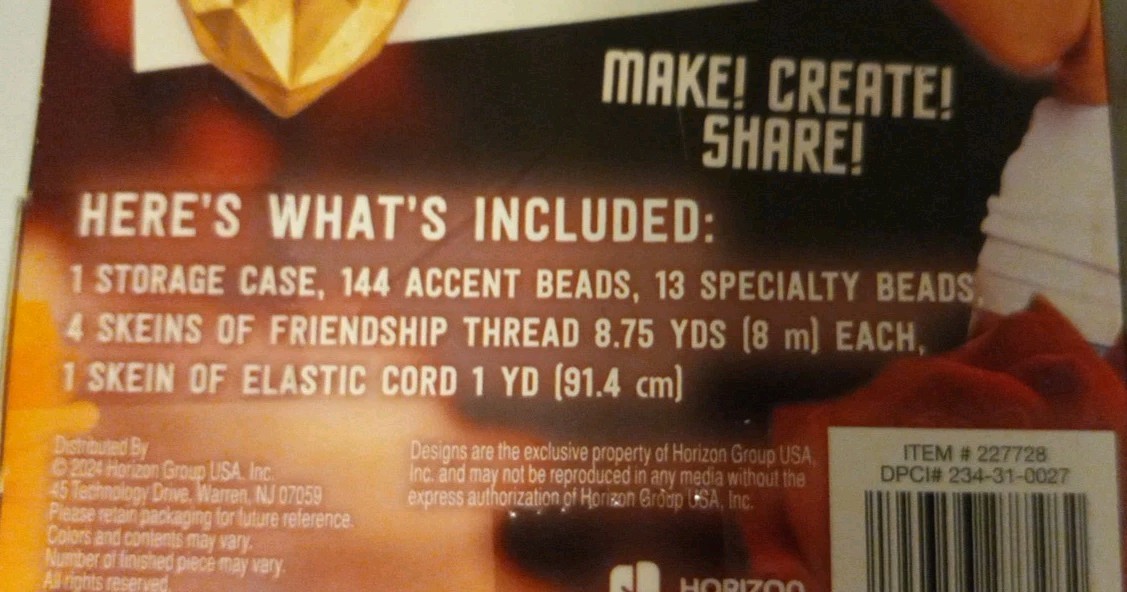 MAKE! CREATE!
SHARE!
HERE'S WHAT'S INCLUDED:
1 STORAGE CASE, 144 ACCENT BEADS, 13 SPECIALTY BEADS,
4 SKEINS OF FRIENDSHIP THREAD 8.75 YDS (8 m) EACH,
1 SKEIN OF ELASTIC CORD 1 YD (91.4 cm)
Distributed By
© 2024 Horizon Group USA, Inc.
45 Technology Drive, Warren, NJ 07059
Please retain packaging for future reference.
Colors and contents may vary.
Number of finished piece may vary.
All rights reserved.
Designs are the exclusive property of Horizon Group USA,
Inc. and may not be reproduced in any media without the
express authorization of Horizon Group USA, Inc.
ITEM # 227728
DPCI# 234-31-0027